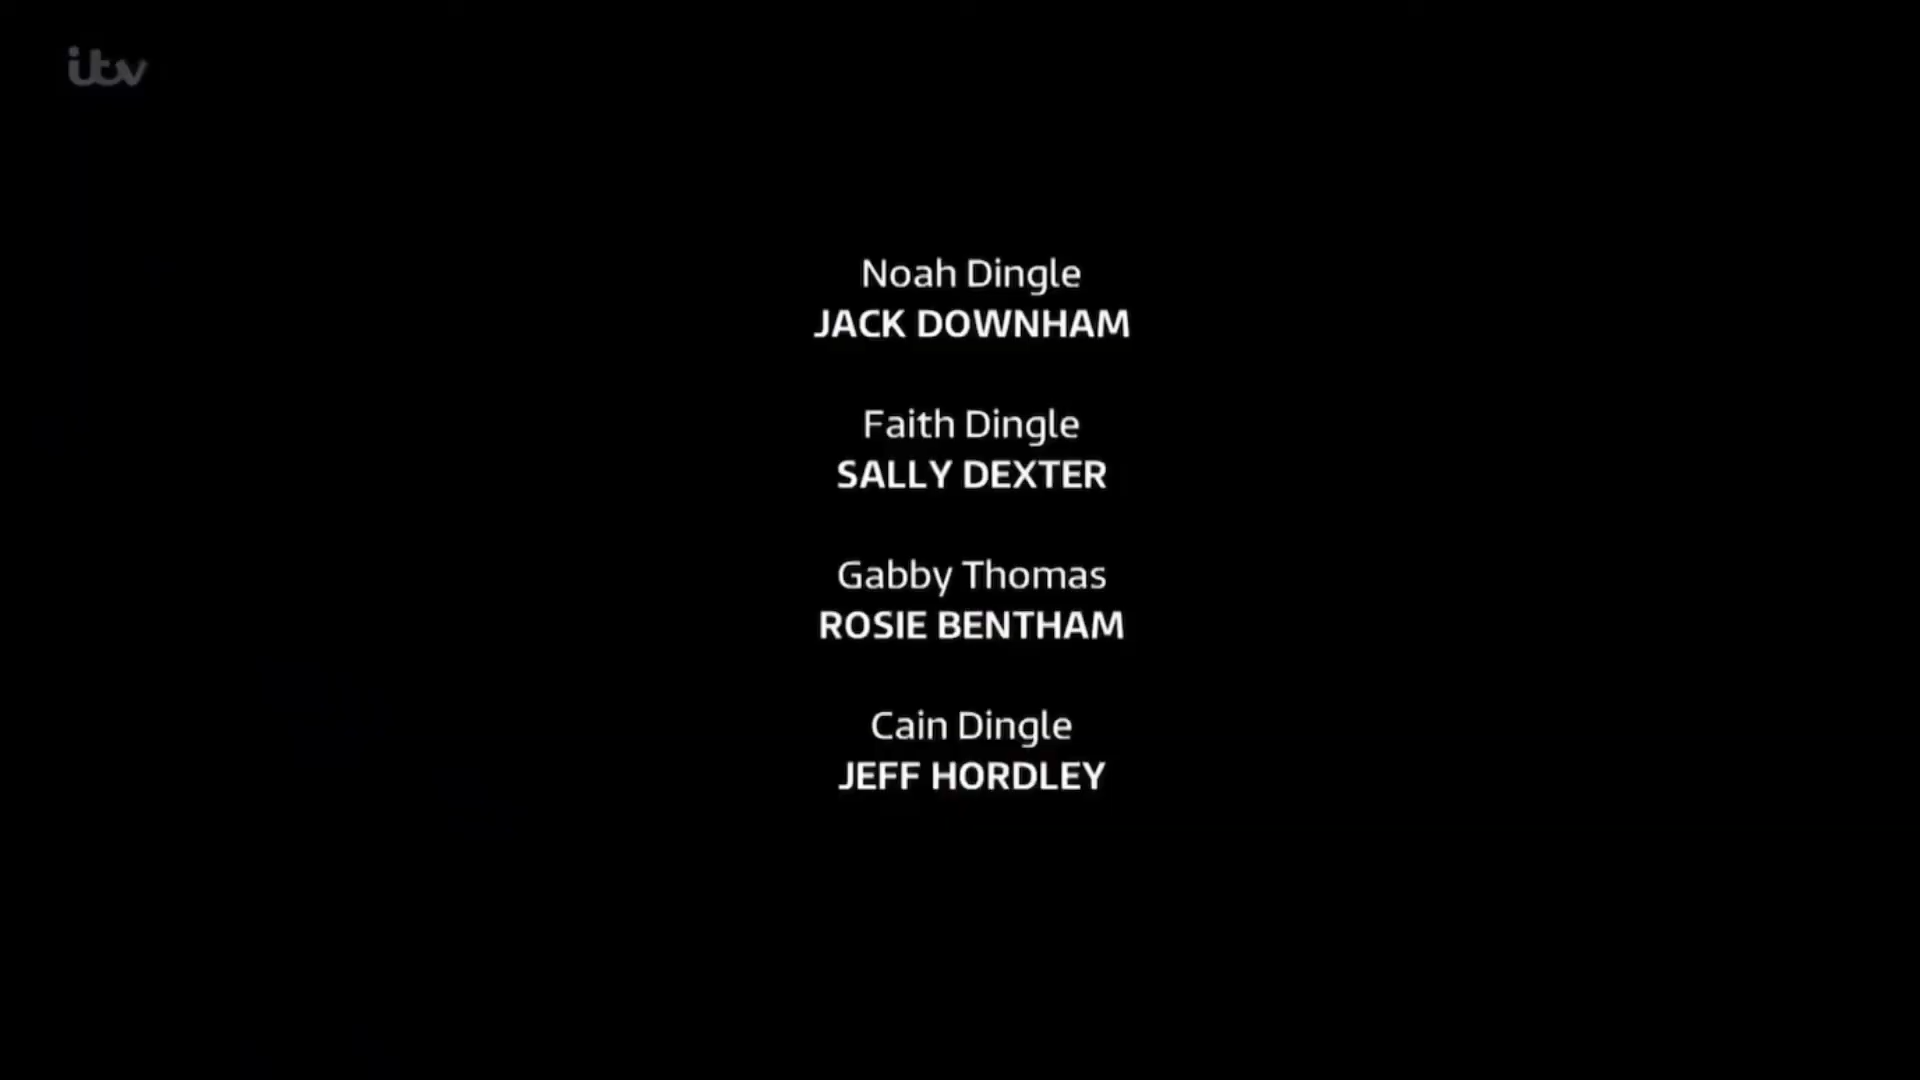 itv
Noah Dingle
JACK DOWNHAM
Faith Dingle
SALLY DEXTER
Gabby Thomas
ROSIE BENTHAM
Cain Dingle
JEFF HORDLEY